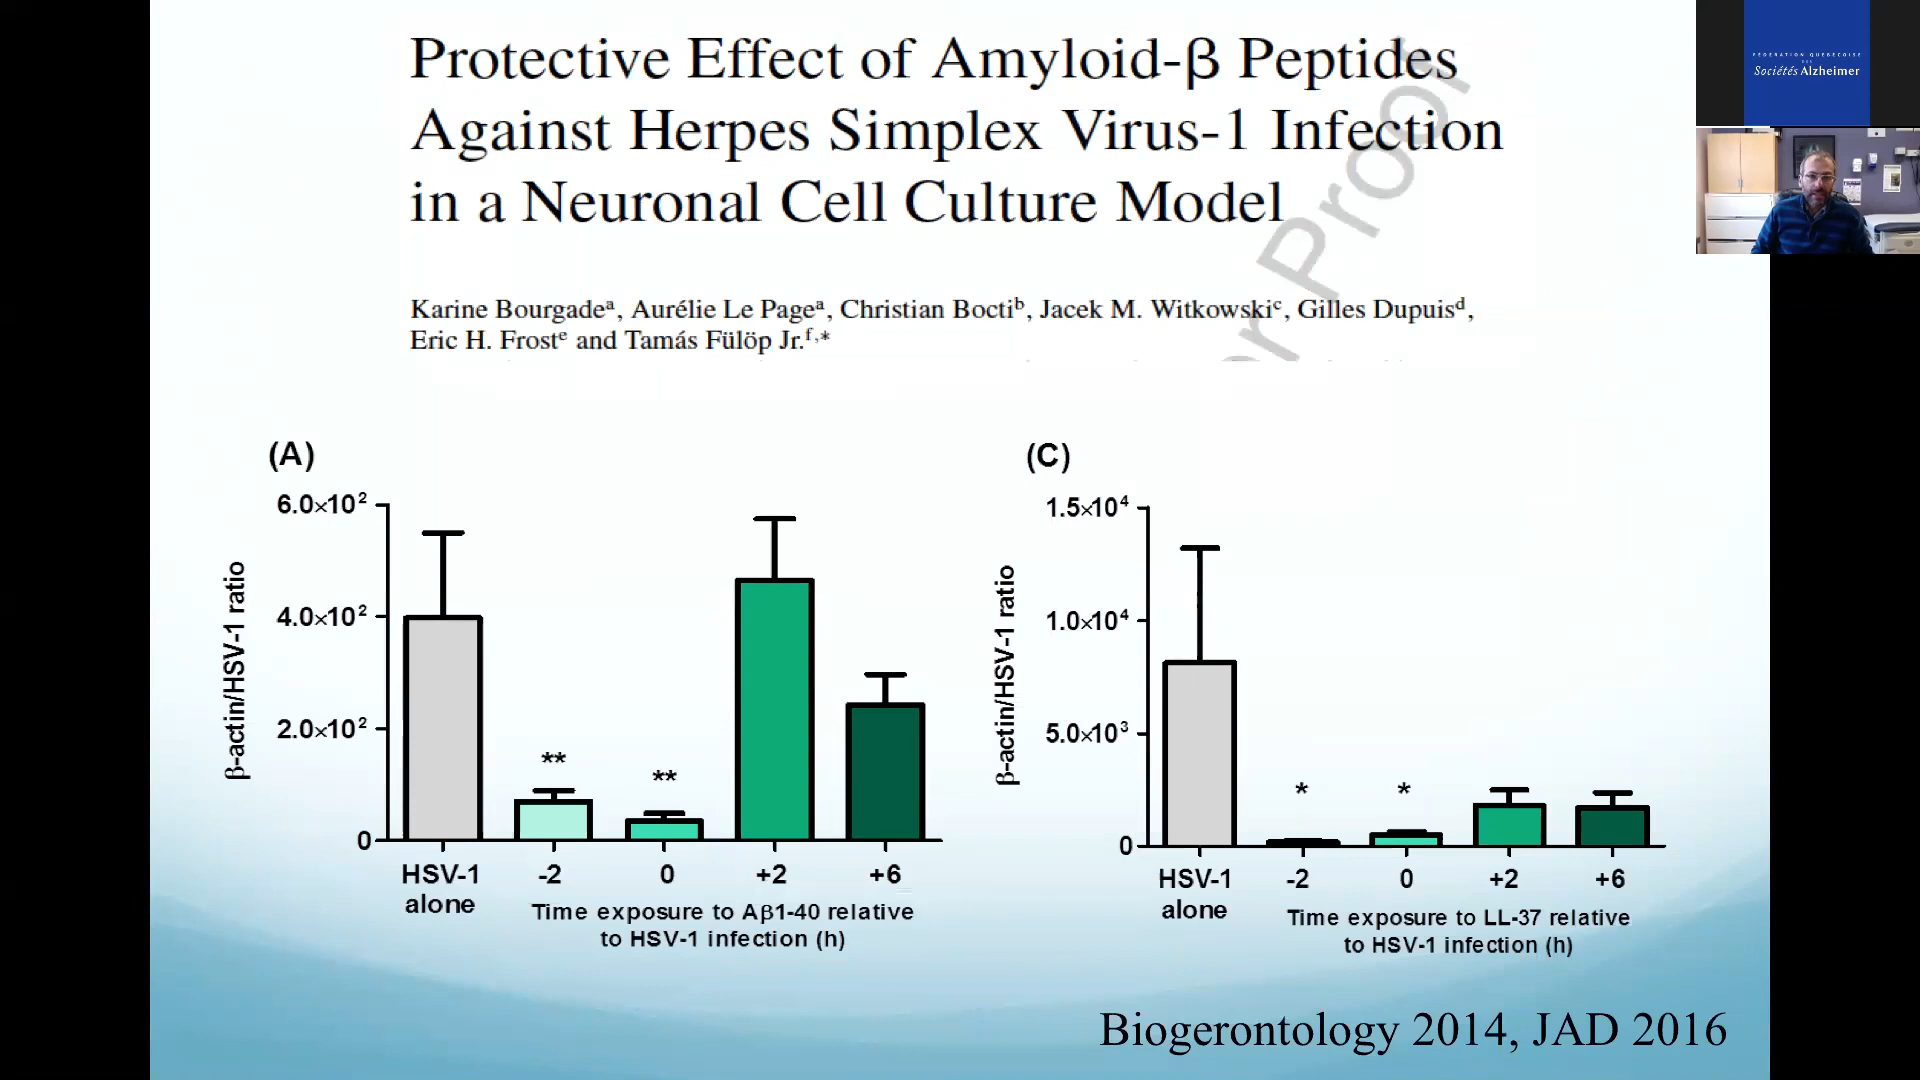 Protective Effect of Amyloid-β Peptides
Against Herpes Simplex Virus-1 Infection
in a Neuronal Cell Culture Model
Karine Bourgadeᵃ, Aurélie Le Pageᵃ, Christian Boctiᵇ, Jacek M. Witkowskiᶜ, Gilles Dupuisᵈ,
Eric H. Frostᵉ and Tamás Fülöp Jr.ᶠ,*
Proof
FÉDÉRATION QUÉBÉCOISE
DES
Sociétés Alzheimer
(A)
β-actin/HSV-1 ratio
6.0×10²
4.0×10²
2.0×10²
0
**
**
HSV-1 alone
-2
0
+2
+6
Time exposure to Aβ1-40 relative
to HSV-1 infection (h)
(C)
β-actin/HSV-1 ratio
1.5×10⁴
1.0×10⁴
5.0×10³
0
*
*
HSV-1 alone
-2
0
+2
+6
Time exposure to LL-37 relative
to HSV-1 infection (h)
Biogerontology 2014, JAD 2016